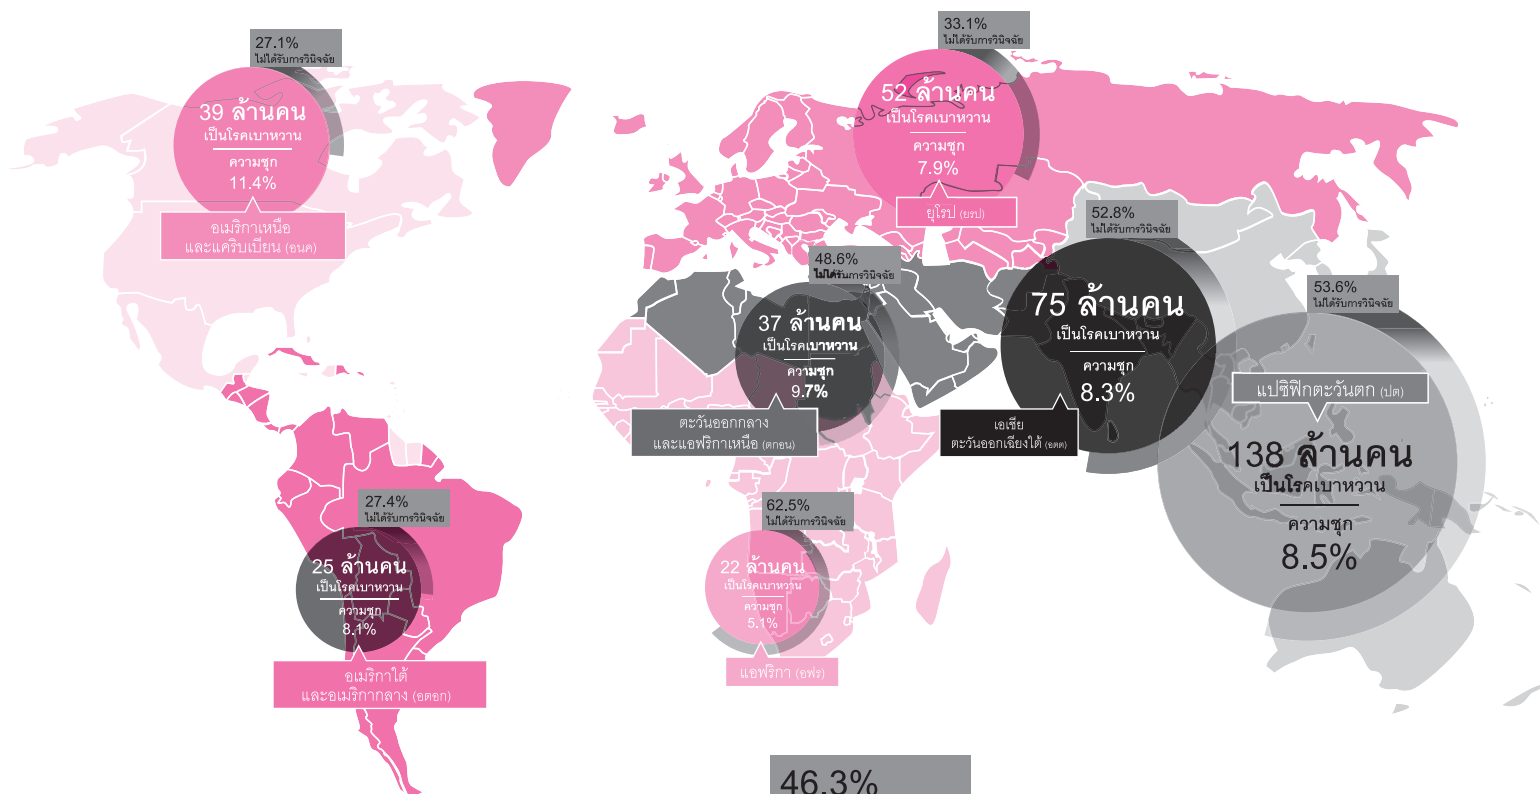 27.1%
ไม่ได้รับการวินิจฉัย
39 ล้านคน
เป็นโรคเบาหวาน
ความชุก
11.4%
อเมริกาเหนือ
และแคริบเบียน (อนค)
33.1%
ไม่ได้รับการวินิจฉัย
52 ล้านคน
เป็นโรคเบาหวาน
ความชุก
7.9%
ยุโรป (ยรป)
48.6%
ไม่ได้รับการวินิจฉัย
37 ล้านคน
เป็นโรคเบาหวาน
ความชุก
9.7%
ตะวันออกกลาง
และแอฟริกาเหนือ (ตกอน)
52.8%
ไม่ได้รับการวินิจฉัย
75 ล้านคน
เป็นโรคเบาหวาน
ความชุก
8.3%
เอเชีย
ตะวันออกเฉียงใต้ (อตต)
53.6%
ไม่ได้รับการวินิจฉัย
แปซิฟิกตะวันตก (ปต)
138 ล้านคน
เป็นโรคเบาหวาน
ความชุก
8.5%
27.4%
ไม่ได้รับการวินิจฉัย
25 ล้านคน
เป็นโรคเบาหวาน
ความชุก
8.1%
อเมริกาใต้
และอเมริกากลาง (อตอก)
62.5%
ไม่ได้รับการวินิจฉัย
22 ล้านคน
เป็นโรคเบาหวาน
ความชุก
5.1%
แอฟริกา (อฟร)
46.3%